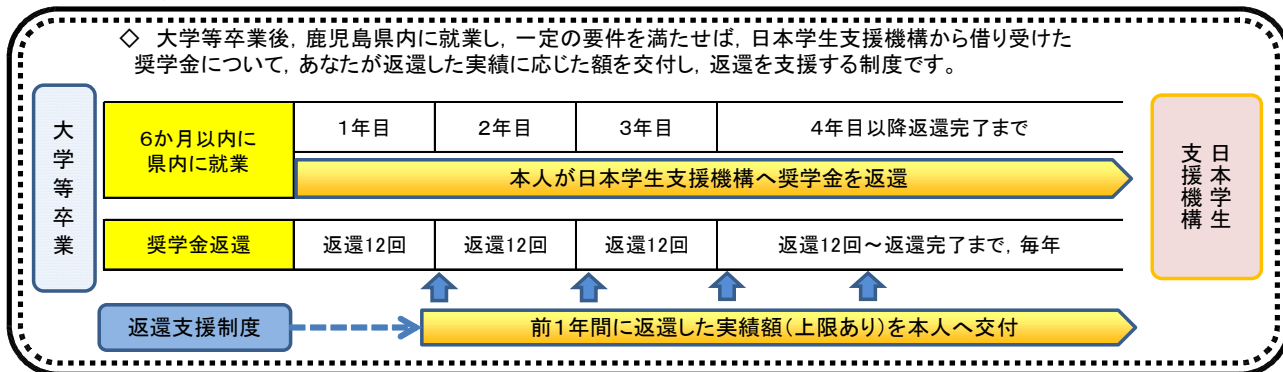 ◇ 大学等卒業後，鹿児島県内に就業し，一定の要件を満たせば，日本学生支援機構から借り受けた
奨学金について，あなたが返還した実績に応じた額を交付し，返還を支援する制度です。
大学等卒業
6か月以内に
県内に就業
1年目
2年目
3年目
4年目以降返還完了まで
本人が日本学生支援機構へ奨学金を返還
日本学生
支援機構
奨学金返還
返還12回
返還12回
返還12回
返還12回～返還完了まで，毎年
返還支援制度
前１年間に返還した実績額（上限あり）を本人へ交付